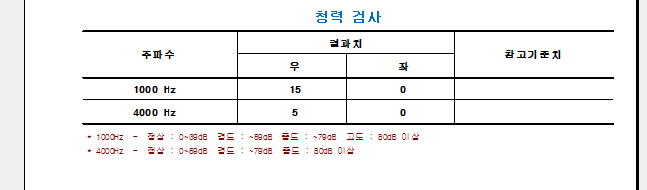 청력 검사
주파수 결과치 참고기준치
우 좌
1000 Hz 15 0
4000 Hz 5 0
* 1000Hz - 정상 : 0~39dB 경도 : ~59dB 중도 : ~79dB 고도 : 80dB 이상
* 4000Hz - 정상 : 0~59dB 경도 : ~79dB 중도 : 80dB 이상